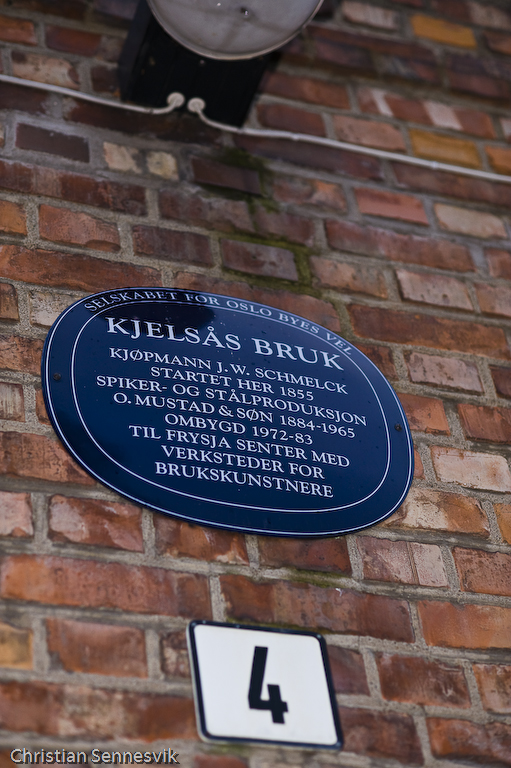 SELSKABET FOR OSLO BYES VEL
KJELSÅS BRUK
KJØPMANN J. W. SCHMELCK
STARTET HER 1855
SPIKER- OG STÅLPRODUKSJON
O. MUSTAD & SØN 1884-1965
OMBYGD 1972-83
TIL FRYSJA SENTER MED
VERKSTEDER FOR
BRUKSKUNSTNERE
4
Christian Sennesvik